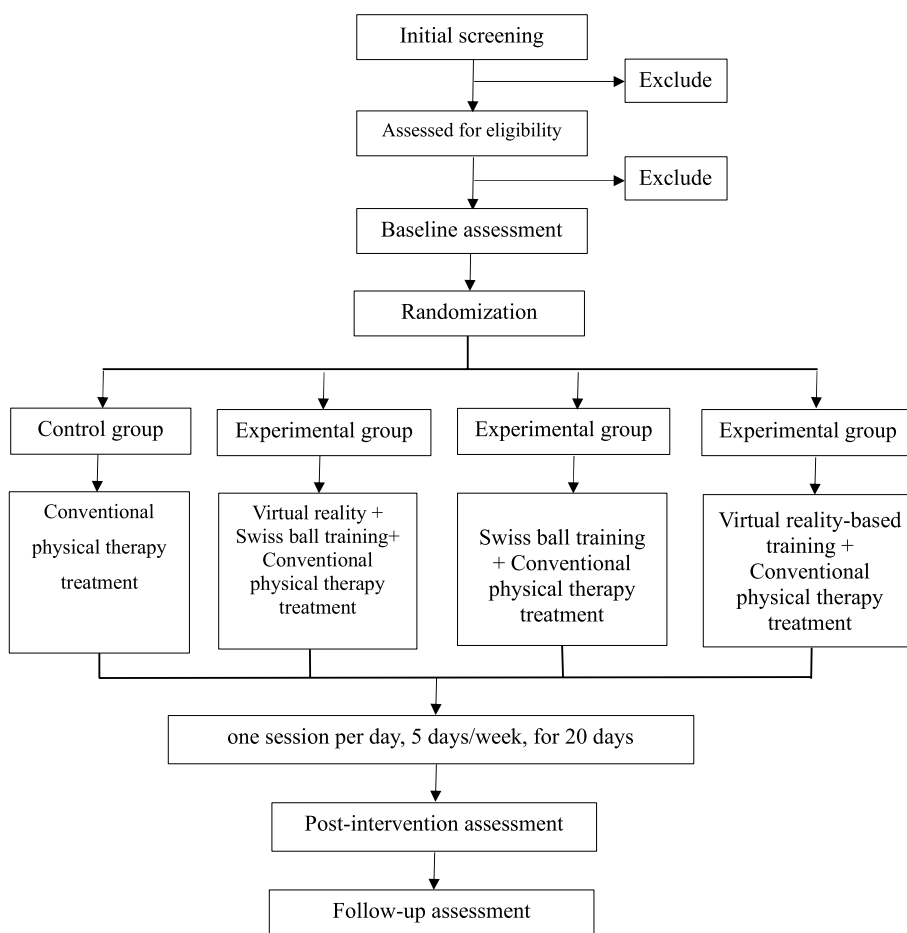 Initial screening
Exclude
Assessed for eligibility
Exclude
Baseline assessment
Randomization
Control group
Experimental group
Experimental group
Experimental group
Conventional
physical therapy
treatment
Virtual reality +
Swiss ball training+
Conventional
physical therapy
treatment
Swiss ball training
+ Conventional
physical therapy
treatment
Virtual reality-based
training +
Conventional
physical therapy
treatment
one session per day, 5 days/week, for 20 days
Post-intervention assessment
Follow-up assessment